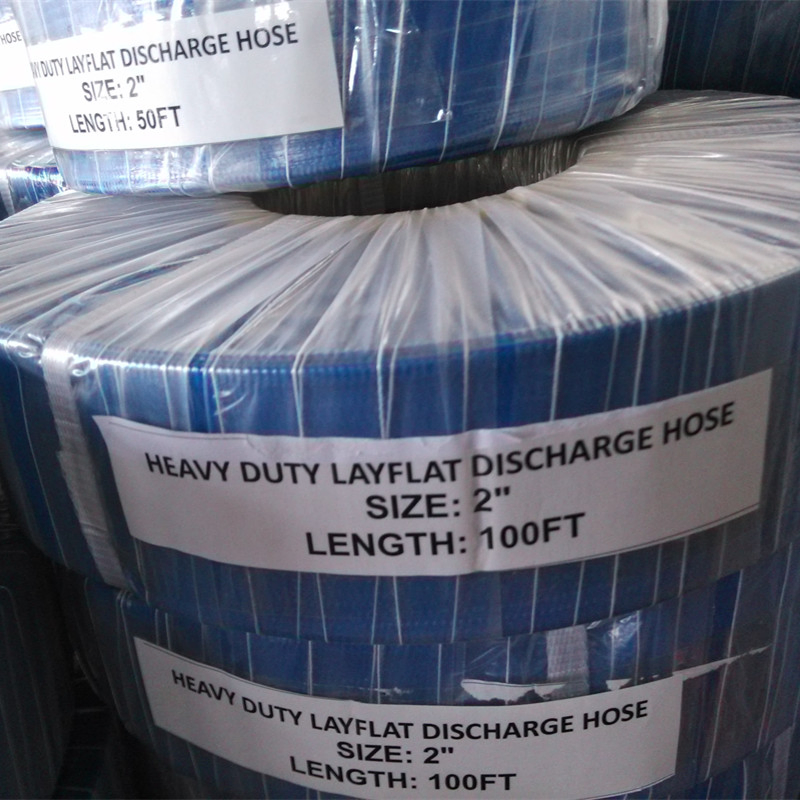 HOSE
HEAVY DUTY LAYFLAT DISCHARGE HOSE
SIZE: 2"
LENGTH: 50FT
HEAVY DUTY LAYFLAT DISCHARGE HOSE
SIZE: 2"
LENGTH: 100FT
HEAVY DUTY LAYFLAT DISCHARGE HOSE
SIZE: 2"
LENGTH: 100FT